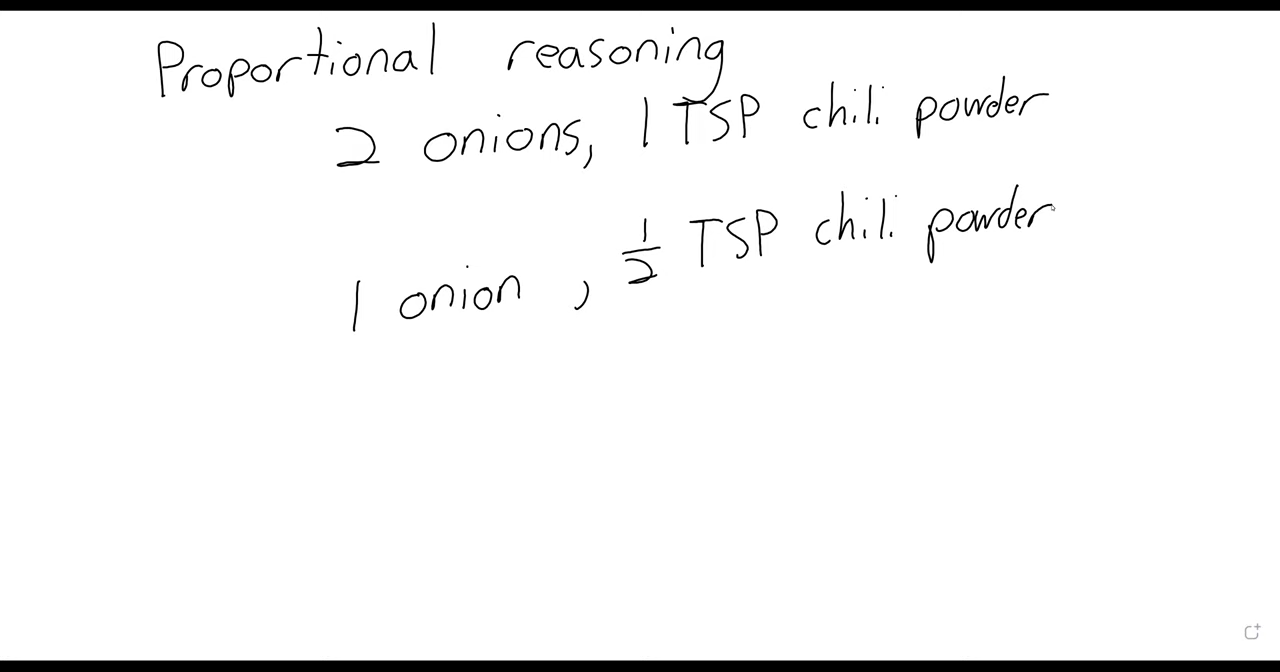 Proportional reasoning
2 onions, 1 TSP chili powder
1 onion, 1/2 TSP chili powder